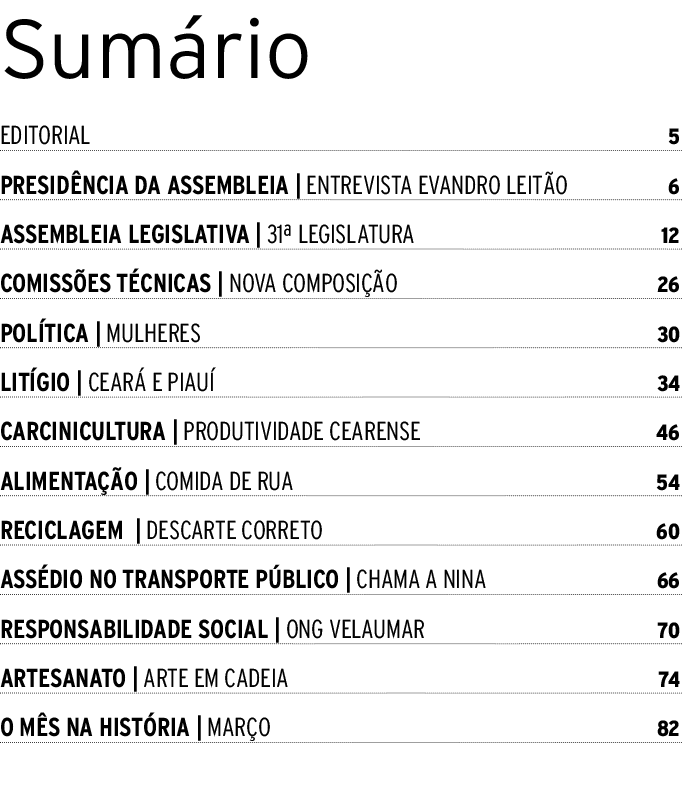 Sumário
EDITORIAL 5
PRESIDÊNCIA DA ASSEMBLEIA | ENTREVISTA EVANDRO LEITÃO 6
ASSEMBLEIA LEGISLATIVA | 31ª LEGISLATURA 12
COMISSÕES TÉCNICAS | NOVA COMPOSIÇÃO 26
POLÍTICA | MULHERES 30
LITÍGIO | CEARÁ E PIAUÍ 34
CARCINICULTURA | PRODUTIVIDADE CEARENSE 46
ALIMENTAÇÃO | COMIDA DE RUA 54
RECICLAGEM | DESCARTE CORRETO 60
ASSÉDIO NO TRANSPORTE PÚBLICO | CHAMA A NINA 66
RESPONSABILIDADE SOCIAL | ONG VELAUMAR 70
ARTESANATO | ARTE EM CADEIA 74
O MÊS NA HISTÓRIA | MARÇO 82